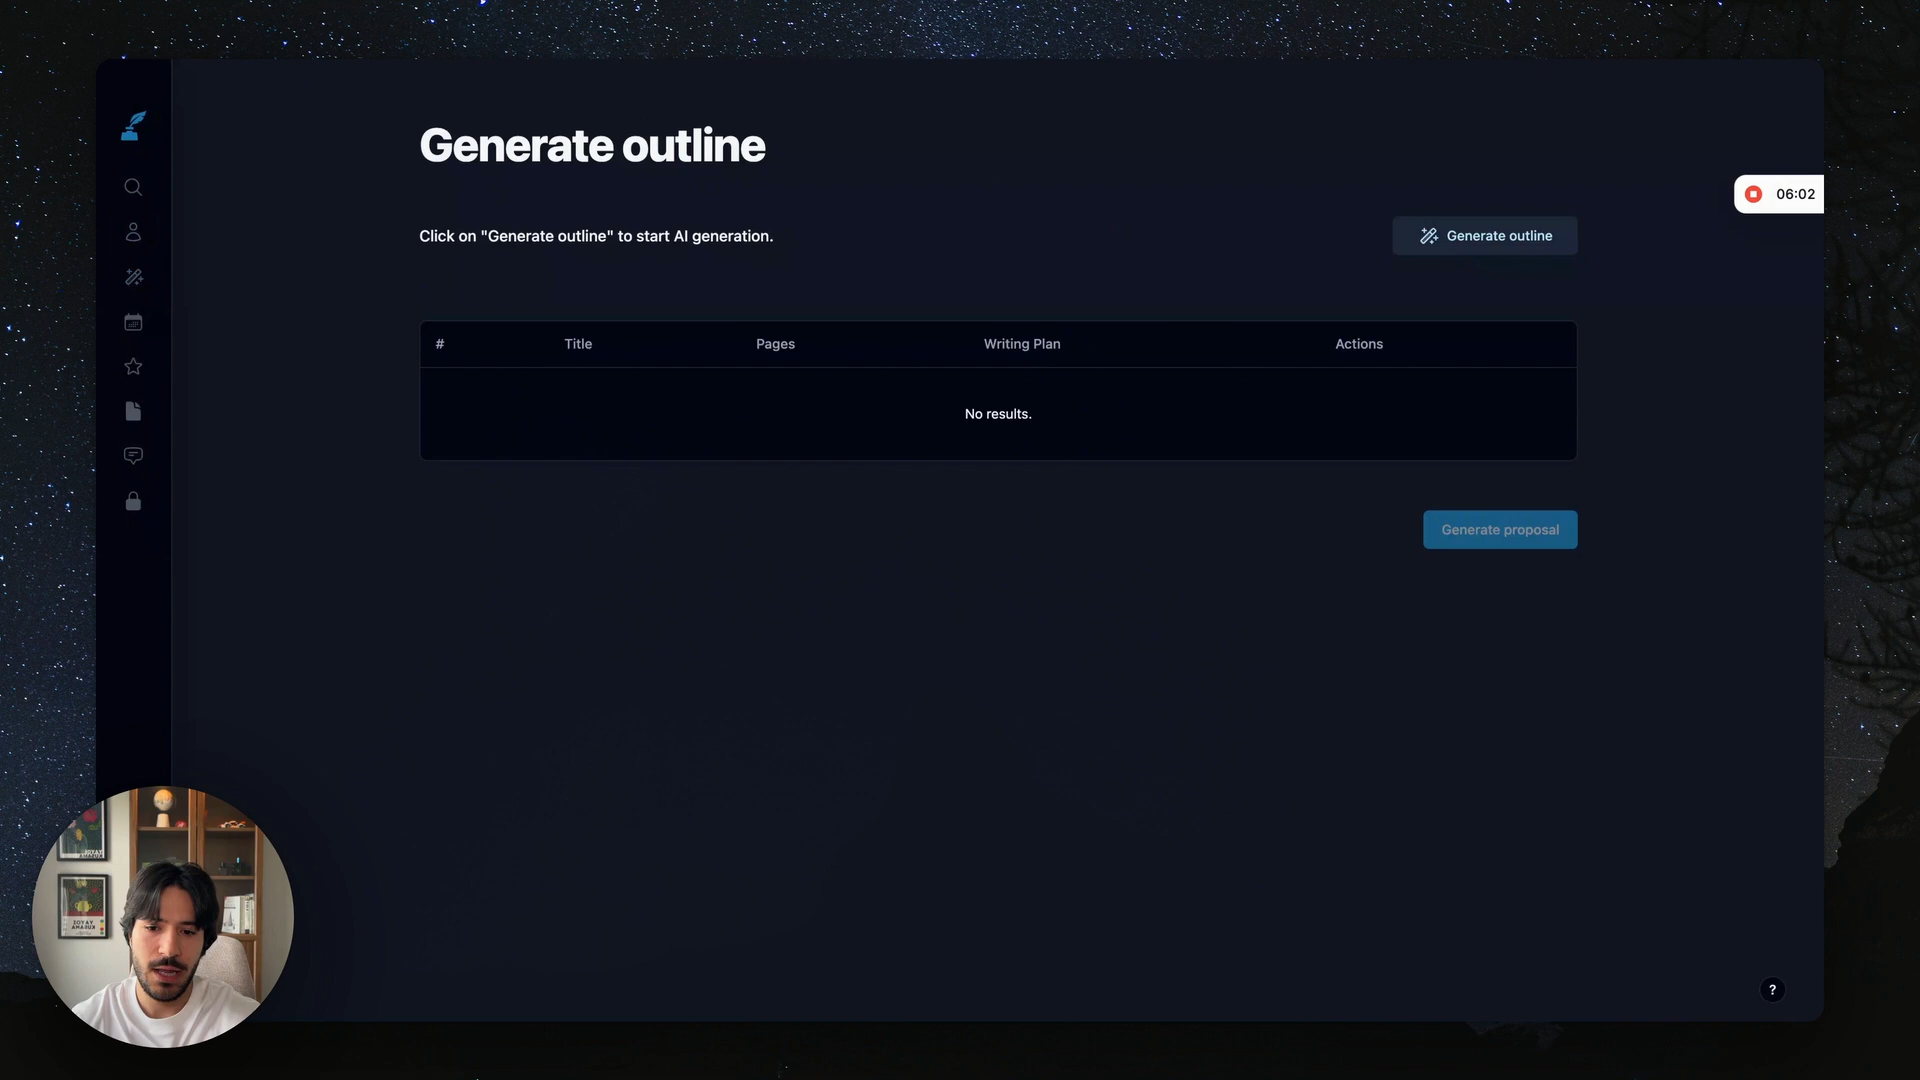 Generate outline
06:02
Click on "Generate outline" to start AI generation.
Generate outline
# Title Pages Writing Plan Actions
No results.
Generate proposal
?